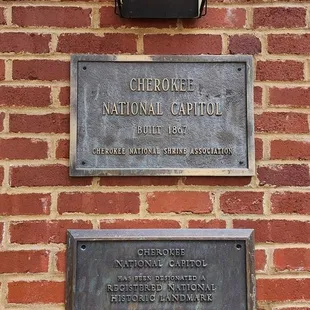 CHEROKEE
NATIONAL CAPITOL
BUILT 1867
CHEROKEE NATIONAL SHRINE ASSOCIATION
CHEROKEE
NATIONAL CAPITOL
HAS BEEN DESIGNATED A
REGISTERED NATIONAL
HISTORIC LANDMARK